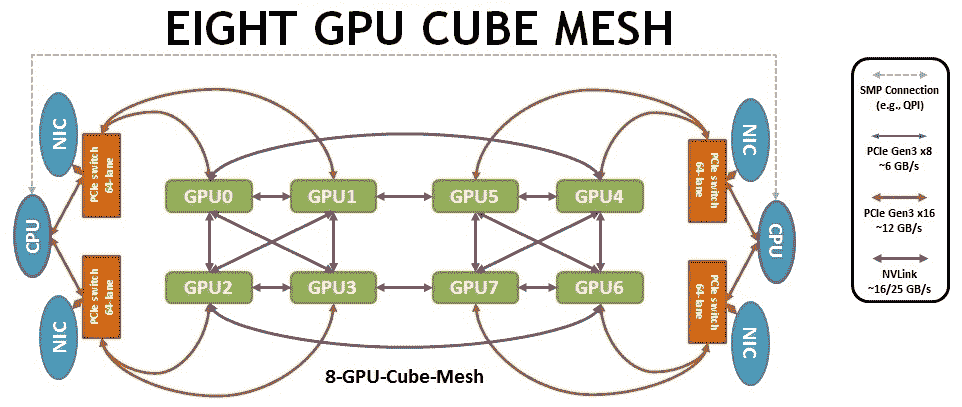 EIGHT GPU CUBE MESH
NIC
PCIe switch
64-lane
CPU
PCIe switch
64-lane
NIC
GPU0
GPU1
GPU5
GPU4
GPU2
GPU3
GPU7
GPU6
8-GPU-Cube-Mesh
NIC
PCIe switch
64-lane
CPU
PCIe switch
64-lane
NIC
SMP Connection
(e.g., QPI)
PCIe Gen3 x8
~6 GB/s
PCIe Gen3 x16
~12 GB/s
NVLink
~16/25 GB/s